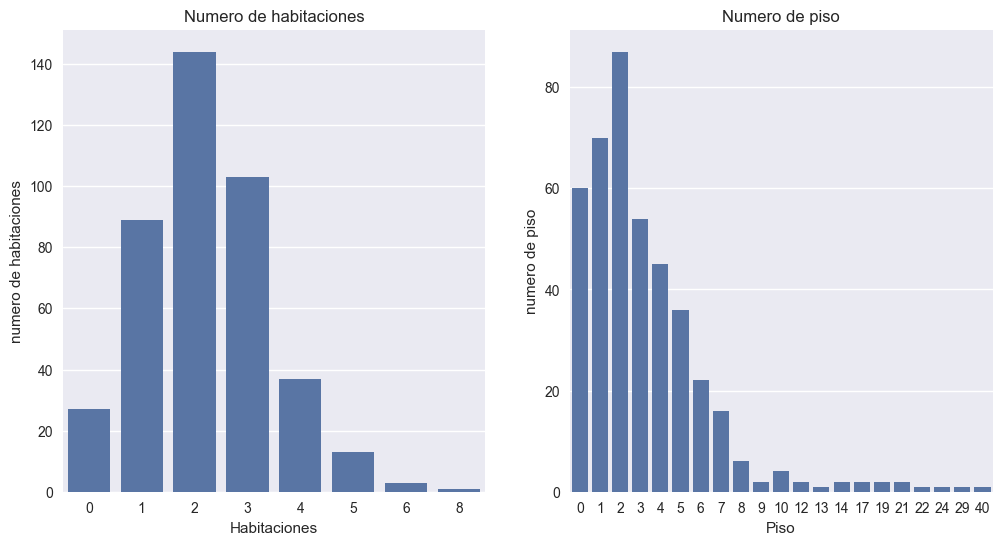 Numero de habitaciones
numero de habitaciones
140
120
100
80
60
40
20
0
0 1 2 3 4 5 6 8
Habitaciones
Numero de piso
numero de piso
80
60
40
20
0
0 1 2 3 4 5 6 7 8 9 10 12 13 14 17 19 21 22 24 29 40
Piso